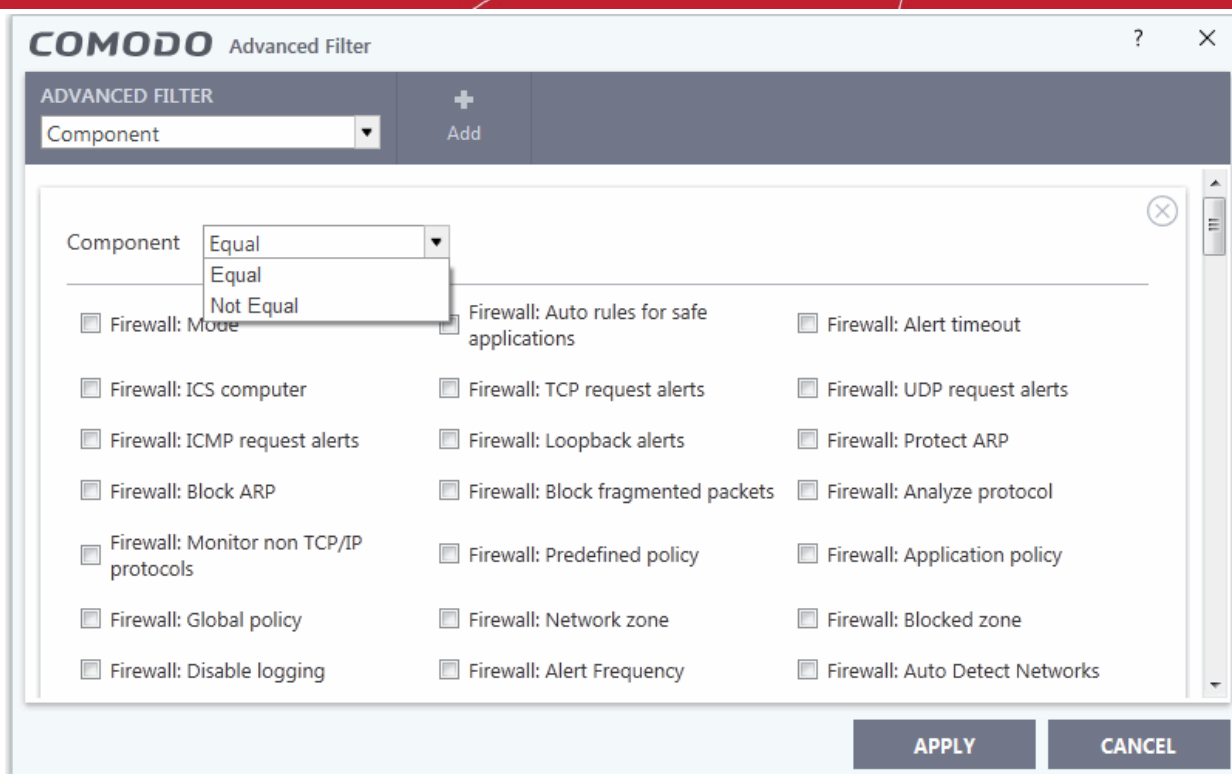 COMODO Advanced Filter ?
ADVANCED FILTER
Component
Add
Component Equal
Equal
Not Equal
Firewall: Mode
Firewall: Auto rules for safe
applications
Firewall: Alert timeout
Firewall: ICS computer
Firewall: TCP request alerts
Firewall: UDP request alerts
Firewall: ICMP request alerts
Firewall: Loopback alerts
Firewall: Protect ARP
Firewall: Block ARP
Firewall: Block fragmented packets
Firewall: Analyze protocol
Firewall: Monitor non TCP/IP
protocols
Firewall: Predefined policy
Firewall: Application policy
Firewall: Global policy
Firewall: Network zone
Firewall: Blocked zone
Firewall: Disable logging
Firewall: Alert Frequency
Firewall: Auto Detect Networks
APPLY
CANCEL